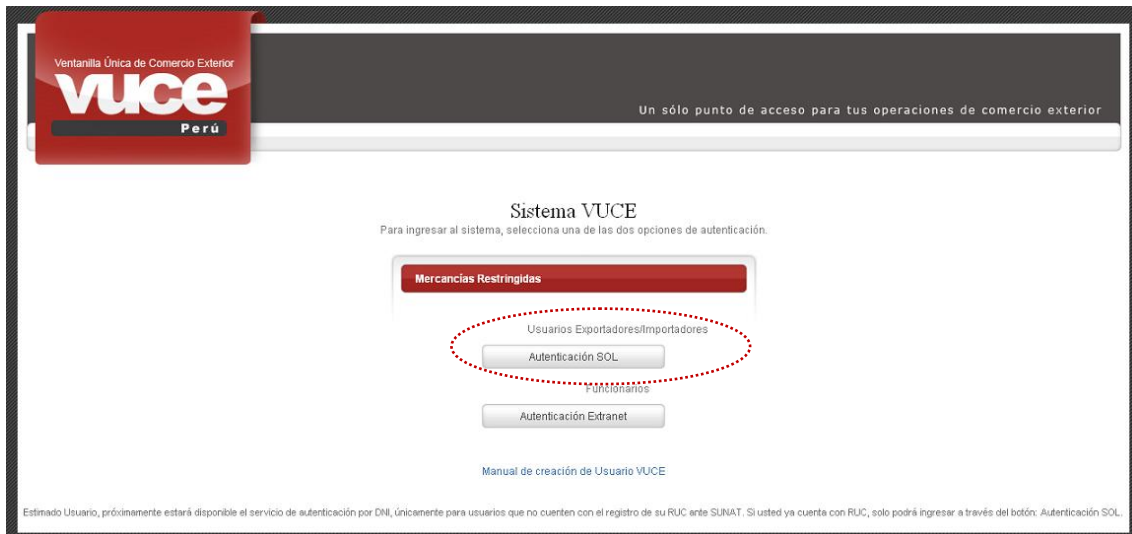 Ventanilla Única de Comercio Exterior
vuce
Perú
Un sólo punto de acceso para tus operaciones de comercio exterior
Sistema VUCE
Para ingresar al sistema, selecciona una de las dos opciones de autenticación.
Mercancías Restringidas
Usuarios Exportadores/Importadores
Autenticación SOL
Funcionarios
Autenticación Extranet
Manual de creación de Usuario VUCE
Estimado Usuario, próximamente estará disponible el servicio de autenticación por DNI, únicamente para usuarios que no cuenten con el registro de su RUC ante SUNAT. Si usted ya cuenta con RUC, solo podrá ingresar a través del botón: Autenticación SOL.